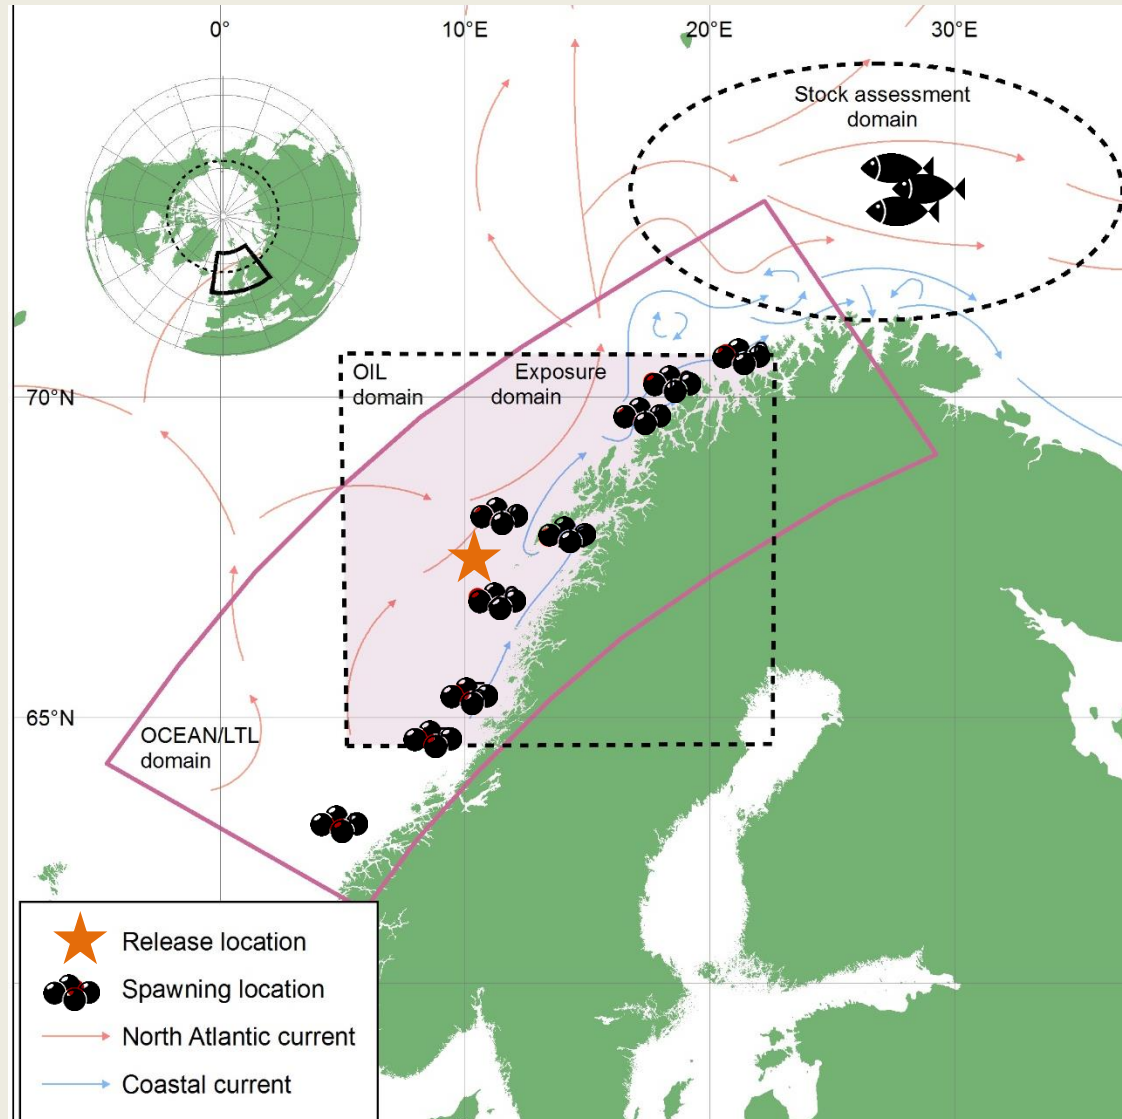 0°
10°E
20°E
30°E
Stock assessment
domain
OIL
domain
Exposure
domain
70°N
65°N
OCEAN/LTL
domain
Release location
Spawning location
North Atlantic current
Coastal current